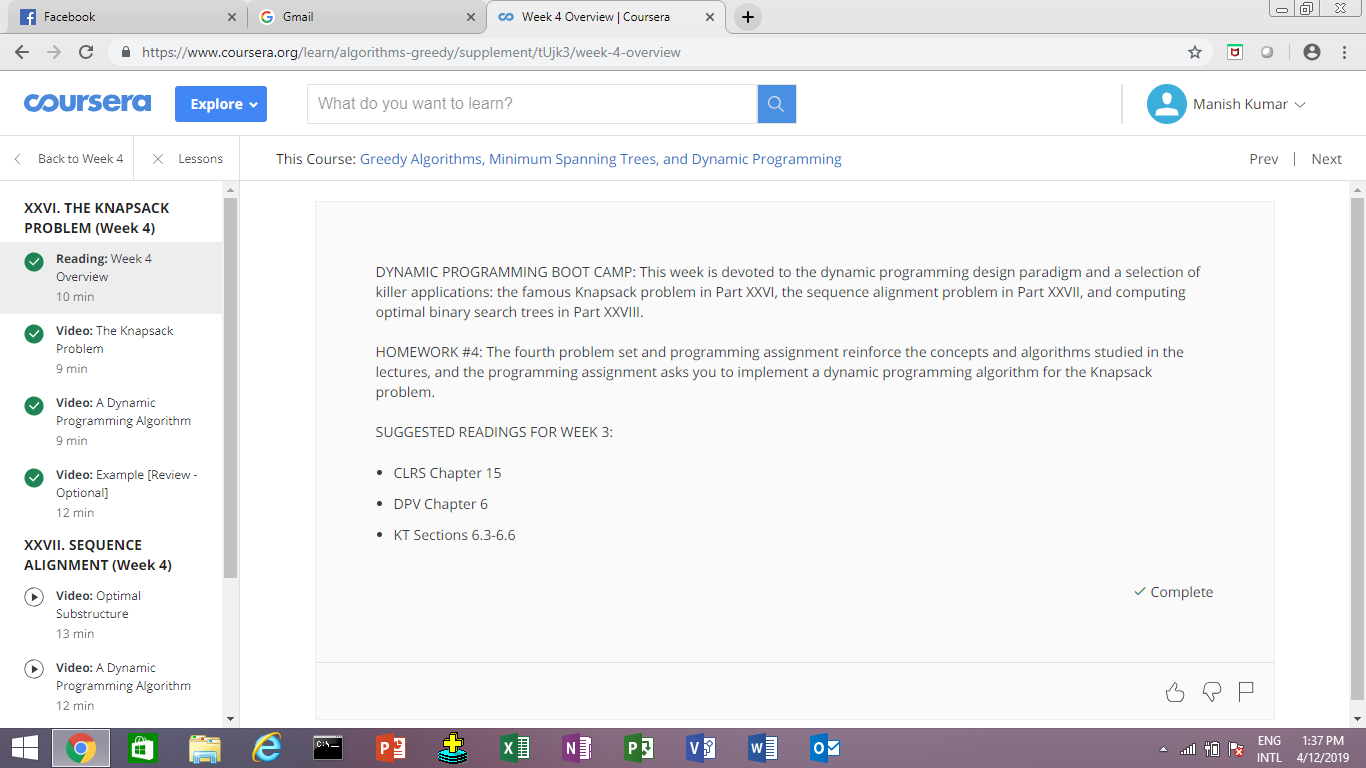 Facebook
Gmail
Week 4 Overview | Coursera
https://www.coursera.org/learn/algorithms-greedy/supplement/tUjk3/week-4-overview
coursera
Explore
What do you want to learn?
Manish Kumar
Back to Week 4
Lessons
This Course: Greedy Algorithms, Minimum Spanning Trees, and Dynamic Programming
Prev | Next
XXVI. THE KNAPSACK
PROBLEM (Week 4)
Reading: Week 4
Overview
10 min
Video: The Knapsack
Problem
9 min
Video: A Dynamic
Programming Algorithm
9 min
Video: Example [Review -
Optional]
12 min
XXVII. SEQUENCE
ALIGNMENT (Week 4)
Video: Optimal
Substructure
13 min
Video: A Dynamic
Programming Algorithm
12 min
DYNAMIC PROGRAMMING BOOT CAMP: This week is devoted to the dynamic programming design paradigm and a selection of
killer applications: the famous Knapsack problem in Part XXVI, the sequence alignment problem in Part XXVII, and computing
optimal binary search trees in Part XXVIII.
HOMEWORK #4: The fourth problem set and programming assignment reinforce the concepts and algorithms studied in the
lectures, and the programming assignment asks you to implement a dynamic programming algorithm for the Knapsack
problem.
SUGGESTED READINGS FOR WEEK 3:
• CLRS Chapter 15
• DPV Chapter 6
• KT Sections 6.3-6.6
Complete
ENG
INTL
1:37 PM
4/12/2019